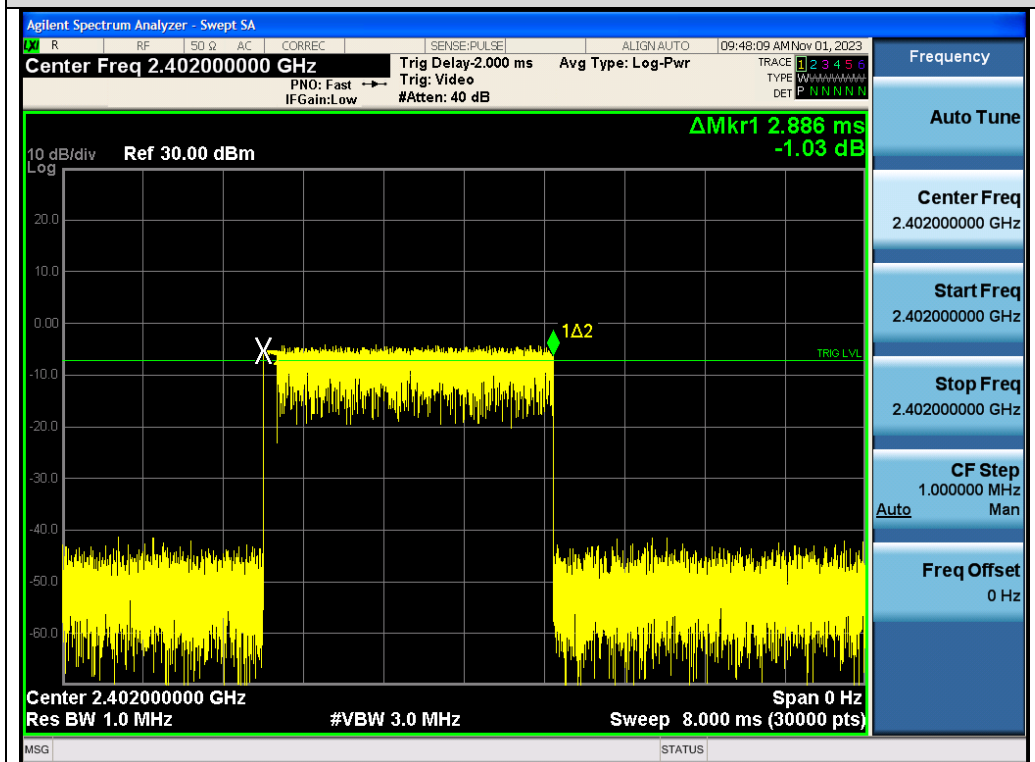 Agilent Spectrum Analyzer - Swept SA
LXI R RF 50 Ω AC CORREC SENSE:PULSE ALIGN AUTO 09:48:09 AM Nov 01, 2023
Center Freq 2.402000000 GHz
PNO: Fast
IFGain:Low
Trig Delay-2.000 ms
Trig: Video
#Atten: 40 dB
Avg Type: Log-Pwr
TRACE 1 2 3 4 5 6
TYPE WWWWWWW
DET P N N N N N
ΔMkr1 2.886 ms
-1.03 dB
10 dB/div Ref 30.00 dBm
Log
20.0
10.0
0.00
1Δ2
TRIG LVL
-10.0
-20.0
-30.0
-40.0
-50.0
-60.0
Center 2.402000000 GHz Span 0 Hz
Res BW 1.0 MHz #VBW 3.0 MHz Sweep 8.000 ms (30000 pts)
MSG STATUS
Frequency
Auto Tune
Center Freq
2.402000000 GHz
Start Freq
2.402000000 GHz
Stop Freq
2.402000000 GHz
CF Step
1.000000 MHz
Auto Man
Freq Offset
0 Hz